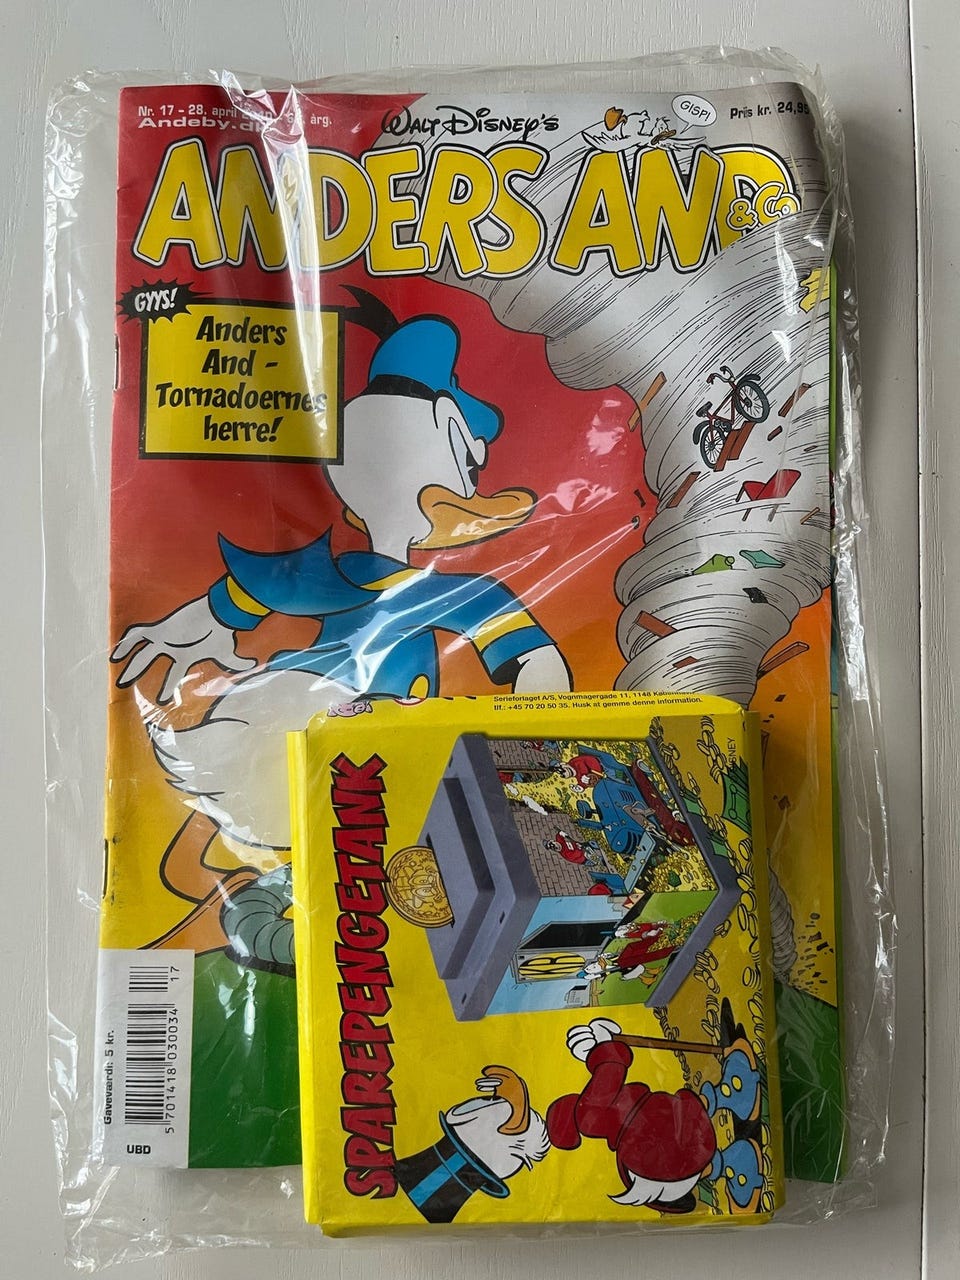 Nr. 17 - 28. april årg.
Andeby.dk
WALT DISNEY'S
GISP!
Pris kr. 24,95
ANDERS AND
& Co
GYYS!
Anders
And -
Tornadoernes
herre!
Serieforlaget A/S, Vognmagergade 11, 1148 København
tlf.: +45 70 20 50 35. Husk at gemme denne information.
SPAREPENGETANK
DISNEY
Gaveværdi: 5 kr.
17
5 701418 030034
UBD